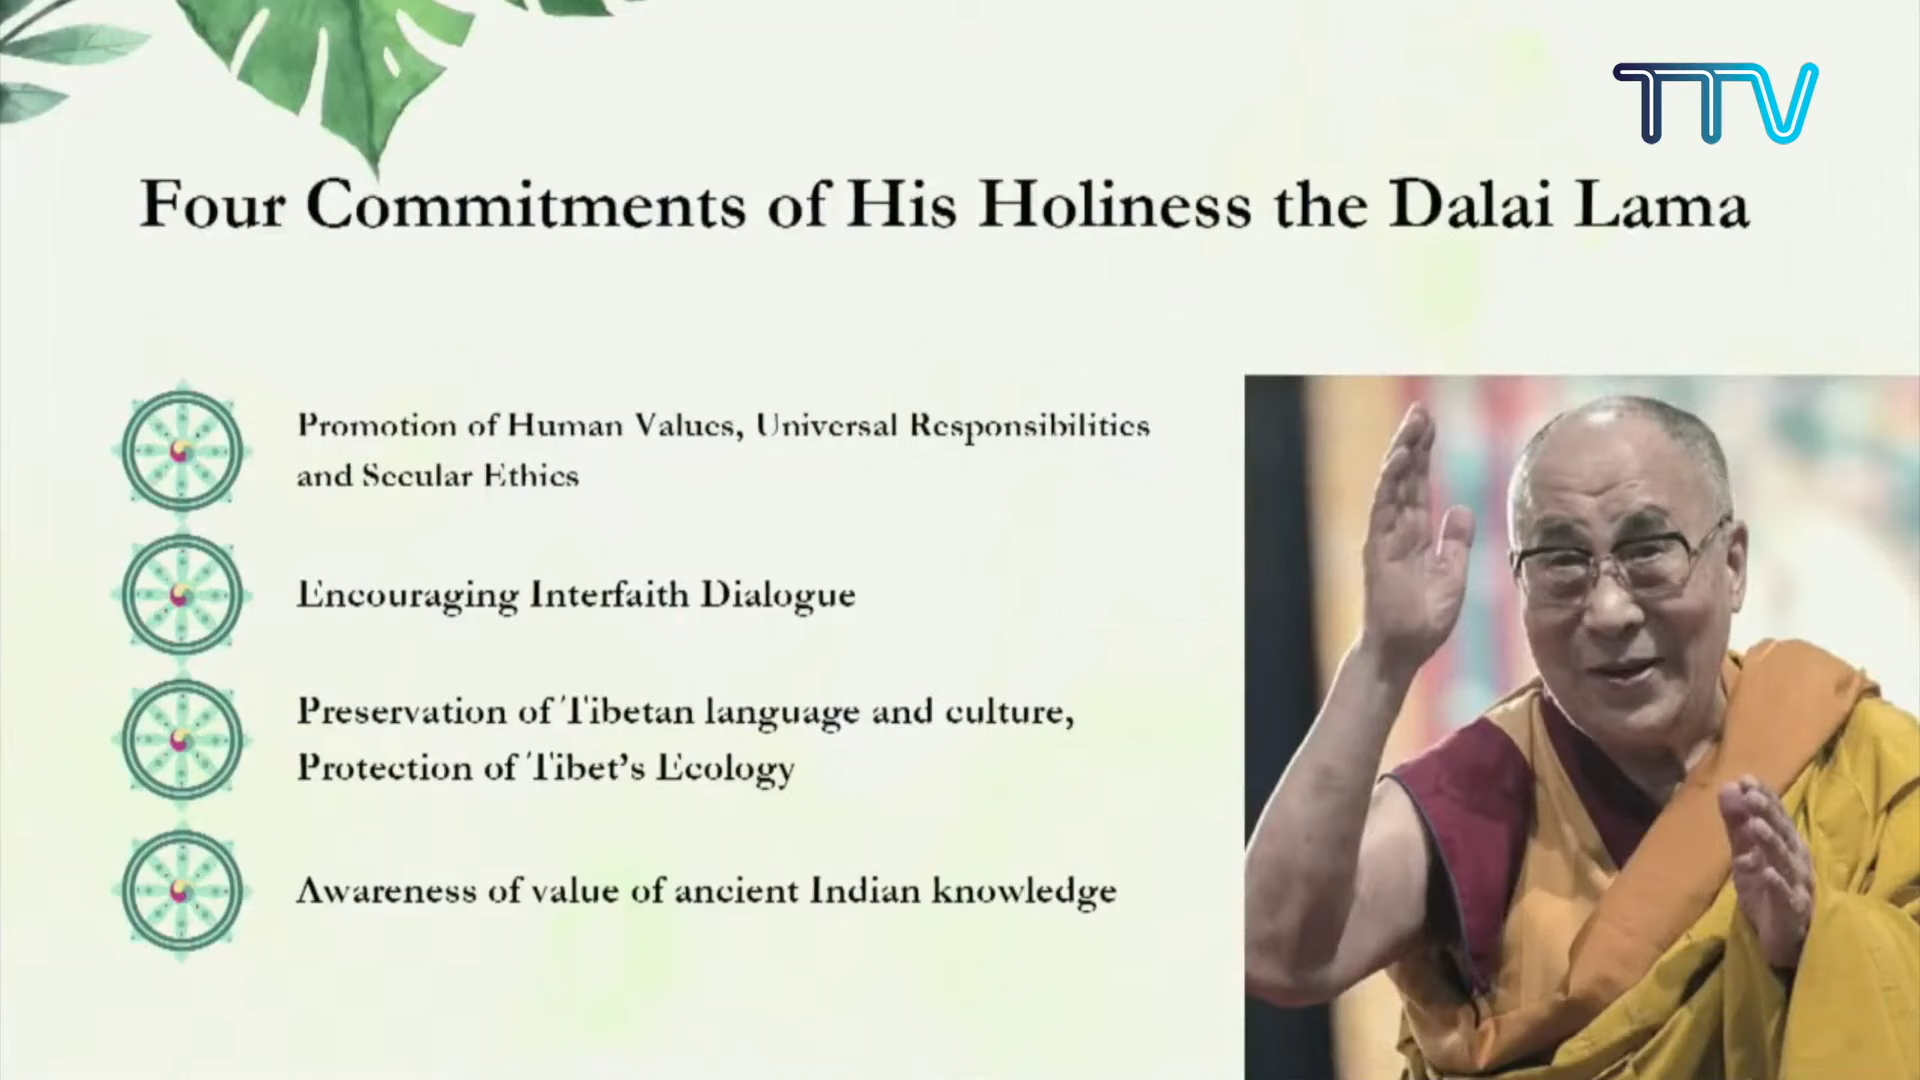 TTV
Four Commitments of His Holiness the Dalai Lama
Promotion of Human Values, Universal Responsibilities
and Secular Ethics
Encouraging Interfaith Dialogue
Preservation of Tibetan language and culture,
Protection of Tibet's Ecology
Awareness of value of ancient Indian knowledge